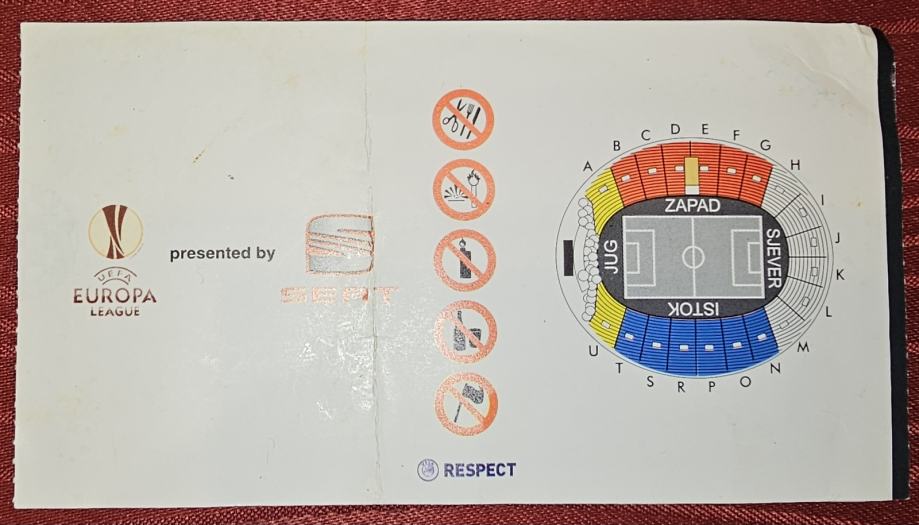 UEFA
EUROPA
LEAGUE
presented by
SEAT
RESPECT
A
B
C
D
E
F
G
H
I
J
K
L
M
N
O
P
R
S
T
U
ZAPAD
JUG
SJEVER
ISTOK